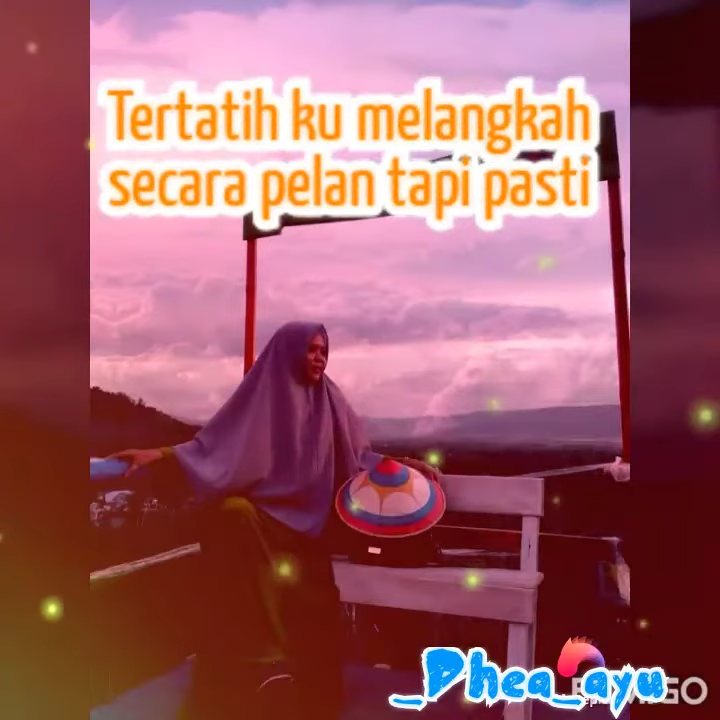 Tertatih ku melangkah
secara pelan tapi pasti
_Dhea_ayu